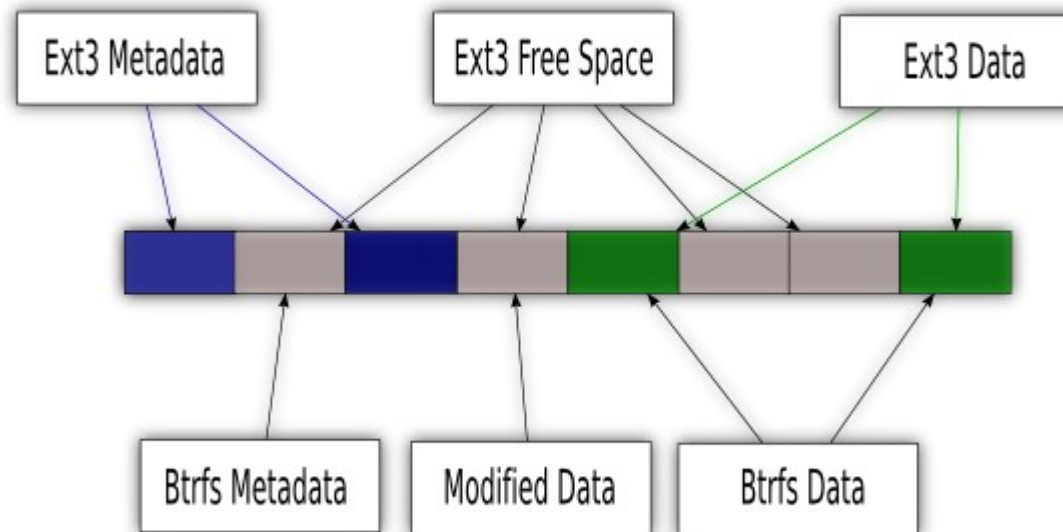 Ext3 Metadata
Ext3 Free Space
Ext3 Data
Btrfs Metadata
Modified Data
Btrfs Data